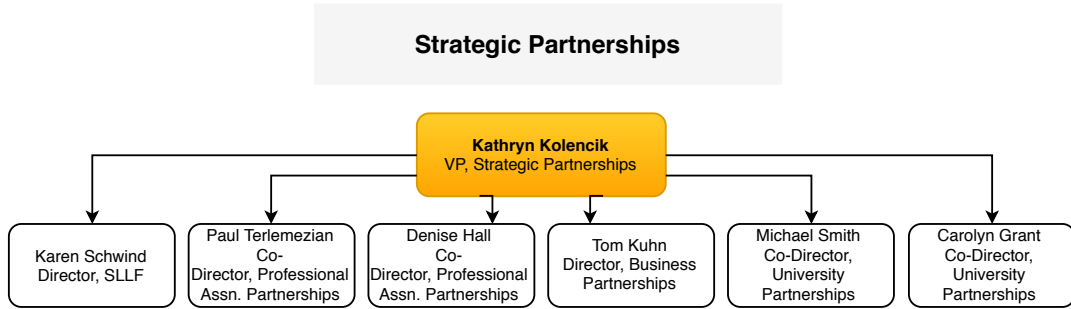 Strategic Partnerships
Kathryn Kolencik
VP, Strategic Partnerships
Karen Schwind
Director, SLLF
Paul Terlemezian
Co-
Director, Professional
Assn. Partnerships
Denise Hall
Co-
Director, Professional
Assn. Partnerships
Tom Kuhn
Director, Business
Partnerships
Michael Smith
Co-Director,
University
Partnerships
Carolyn Grant
Co-Director,
University
Partnerships